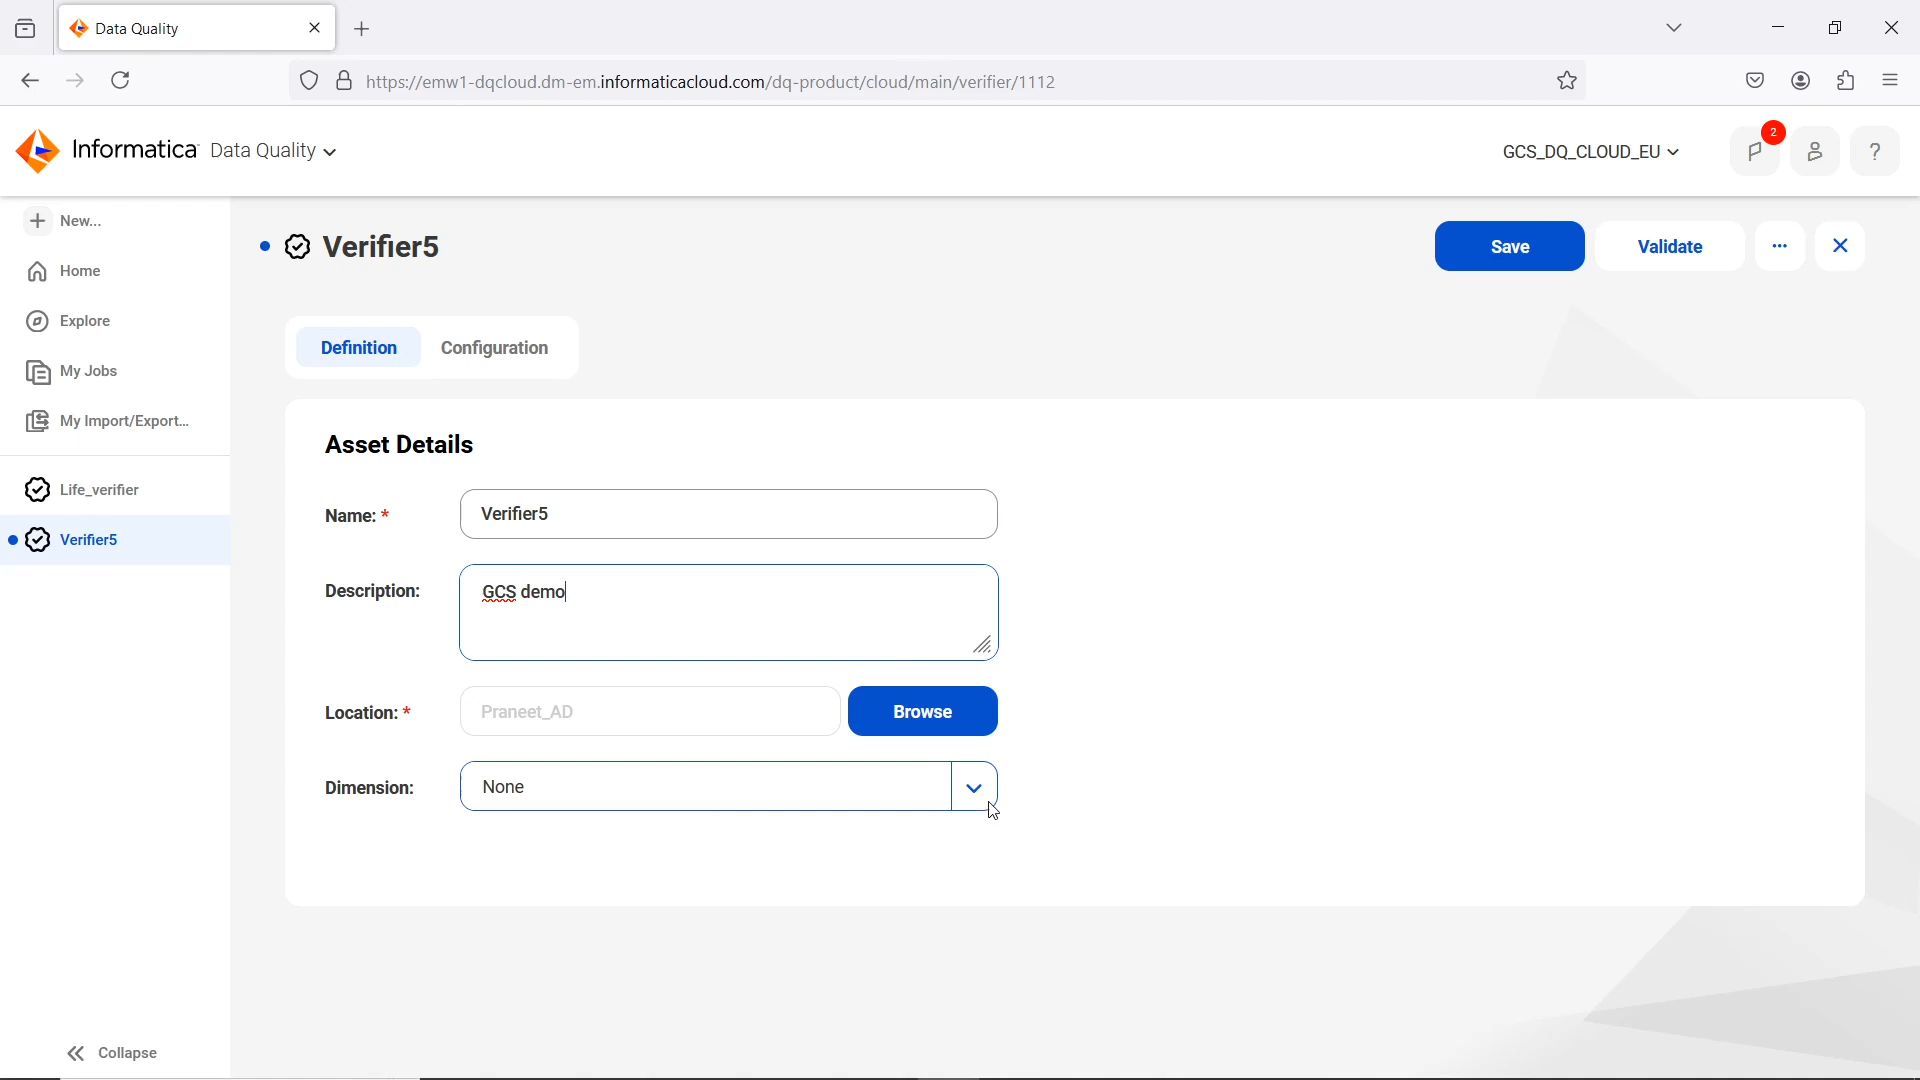 Data Quality
https://emw1-dqcloud.dm-em.informaticacloud.com/dq-product/cloud/main/verifier/1112
Informatica Data Quality
GCS_DQ_CLOUD_EU
2
?
New...
Home
Explore
My Jobs
My Import/Export...
Life_verifier
Verifier5
Collapse
Verifier5
Save
Validate
Definition
Configuration
Asset Details
Name: *
Verifier5
Description:
GCS demo
Location: *
Praneet_AD
Browse
Dimension:
None